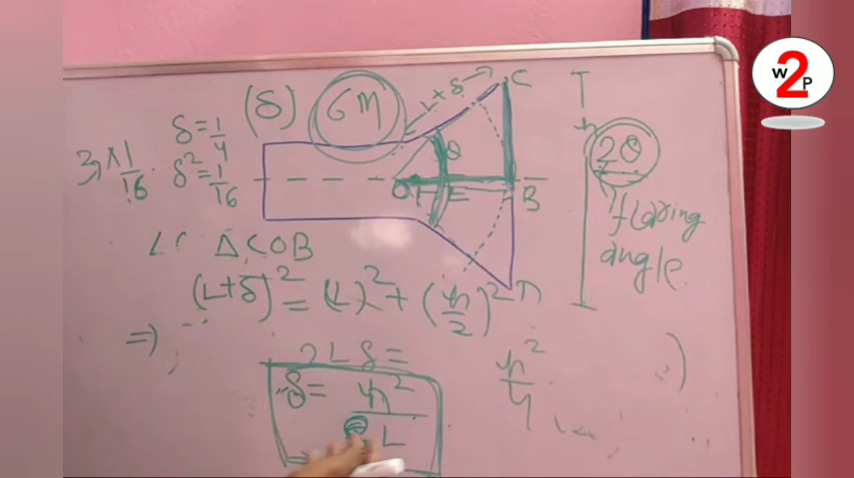 W2P
δ = 1/4
(δ)
GM
L+δ
C
T
h
2θ
3, × 1/16
δ² = 1/16
θ
O
E
B
flaring
angle
ΔCOB
(L+δ)² = (L)² + (h/2)²
D
⇒
2Lδ = h²/4
δ = h² / 8L